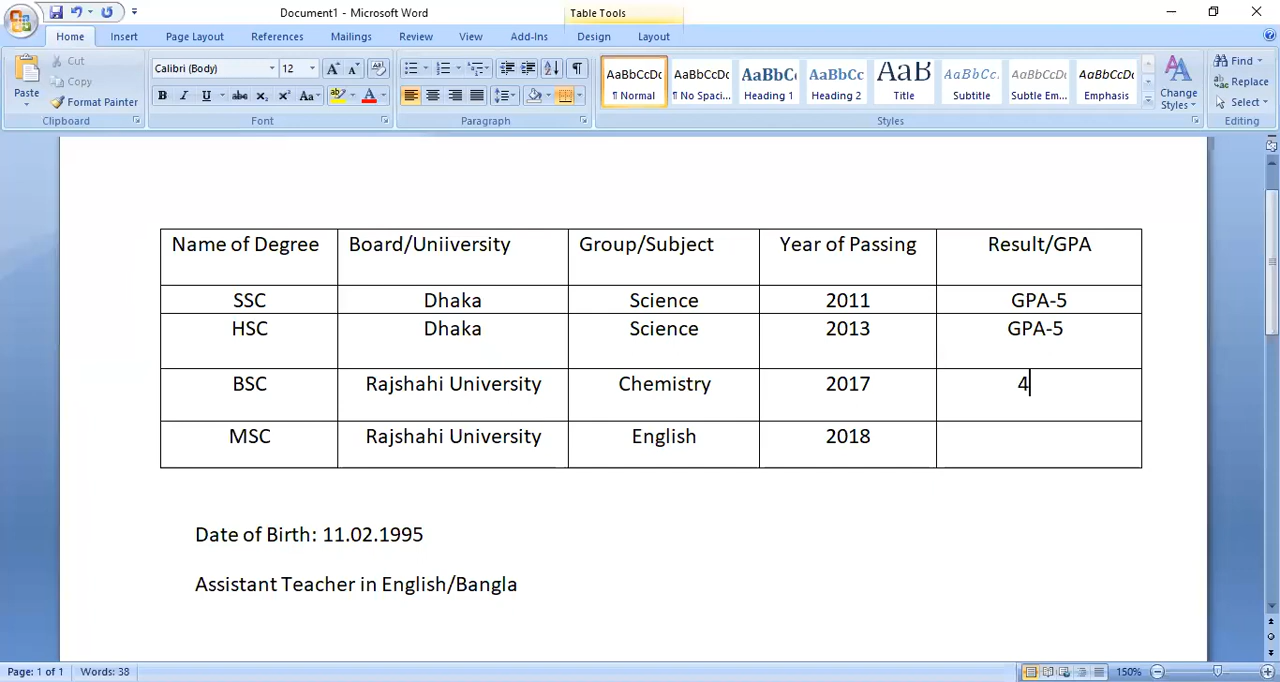 Document1 - Microsoft Word
Table Tools
Home Insert Page Layout References Mailings Review View Add-Ins Design Layout
Paste
Cut
Copy
Format Painter
Clipboard
Calibri (Body) 12
Font
Paragraph
AaBbCcDc AaBbCcDc AaBbCc AaBbCc AaB AaBbCc. AaBbCcDc AaBbCcDc
¶ Normal ¶ No Spaci... Heading 1 Heading 2 Title Subtitle Subtle Em... Emphasis
Change Styles
Styles
Find
Replace
Select
Editing
Name of Degree Board/Uniiversity Group/Subject Year of Passing Result/GPA
SSC Dhaka Science 2011 GPA-5
HSC Dhaka Science 2013 GPA-5
BSC Rajshahi University Chemistry 2017 4
MSC Rajshahi University English 2018
Date of Birth: 11.02.1995
Assistant Teacher in English/Bangla
Page: 1 of 1 Words: 38 150%